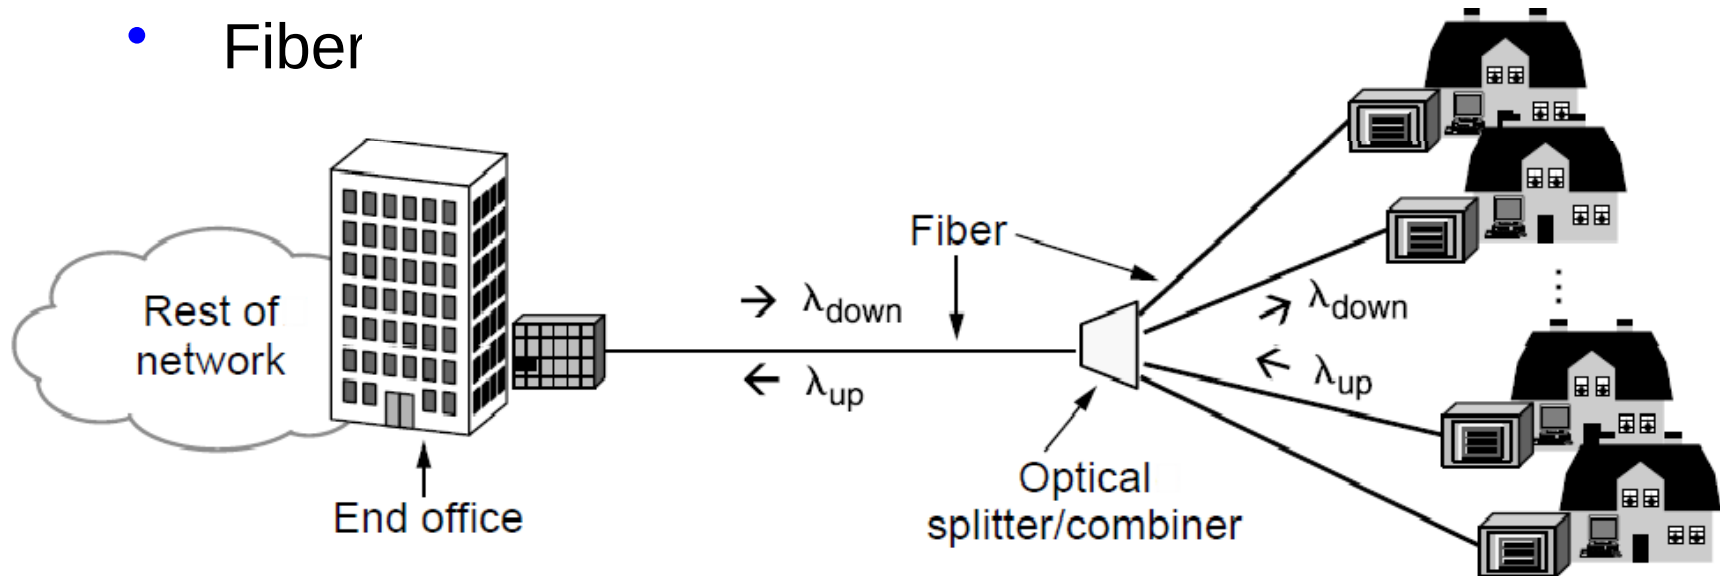 • Fiber
Rest of
network
End office
→ λdown
← λup
Fiber
Optical
splitter/combiner
→ λdown
← λup
⋮